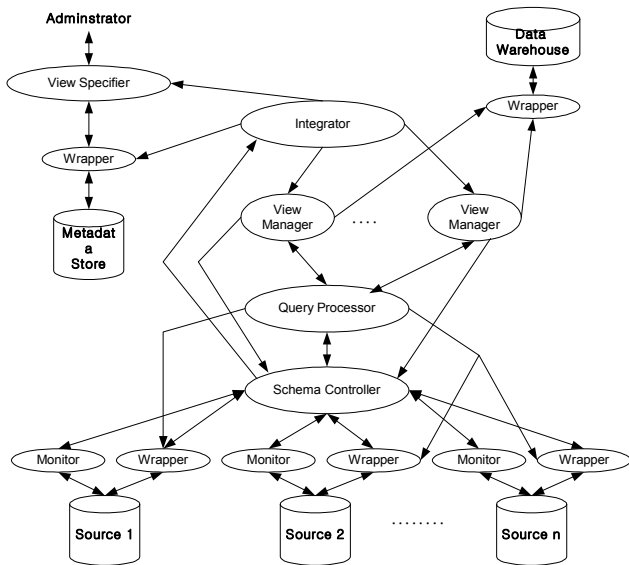 Adminstrator
Data
Warehouse
View Specifier
Wrapper
Integrator
Wrapper
View
Manager
....
View
Manager
Metadat
a
Store
Query Processor
Schema Controller
Monitor
Wrapper
Monitor
Wrapper
Monitor
Wrapper
Source 1
Source 2
........
Source n